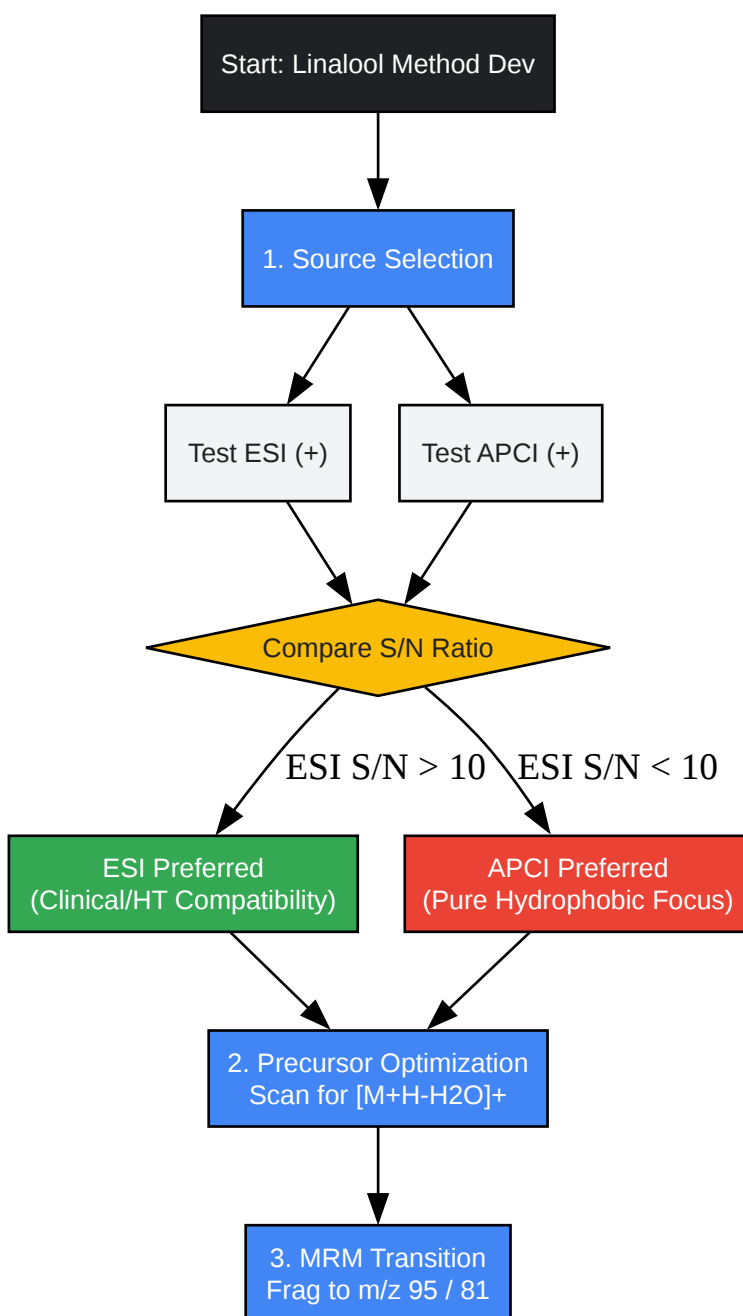 Start: Linalool Method Dev
1. Source Selection
Test ESI (+)
Test APCI (+)
Compare S/N Ratio
ESI S/N > 10
ESI S/N < 10
ESI Preferred
(Clinical/HT Compatibility)
APCI Preferred
(Pure Hydrophobic Focus)
2. Precursor Optimization
Scan for [M+H-H2O]+
3. MRM Transition
Frag to m/z 95 / 81